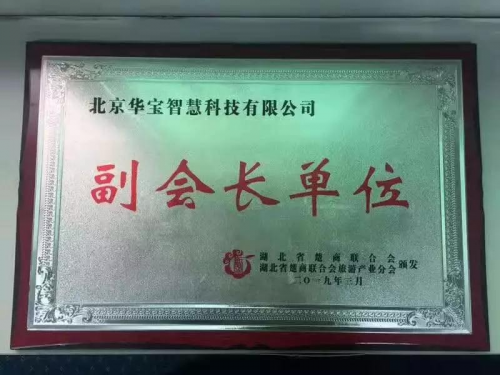 北京华宝智慧科技有限公司
副会长单位
湖北省楚商联合会
湖北省楚商联合会旅游产业分会
颁发
二〇一九年三月